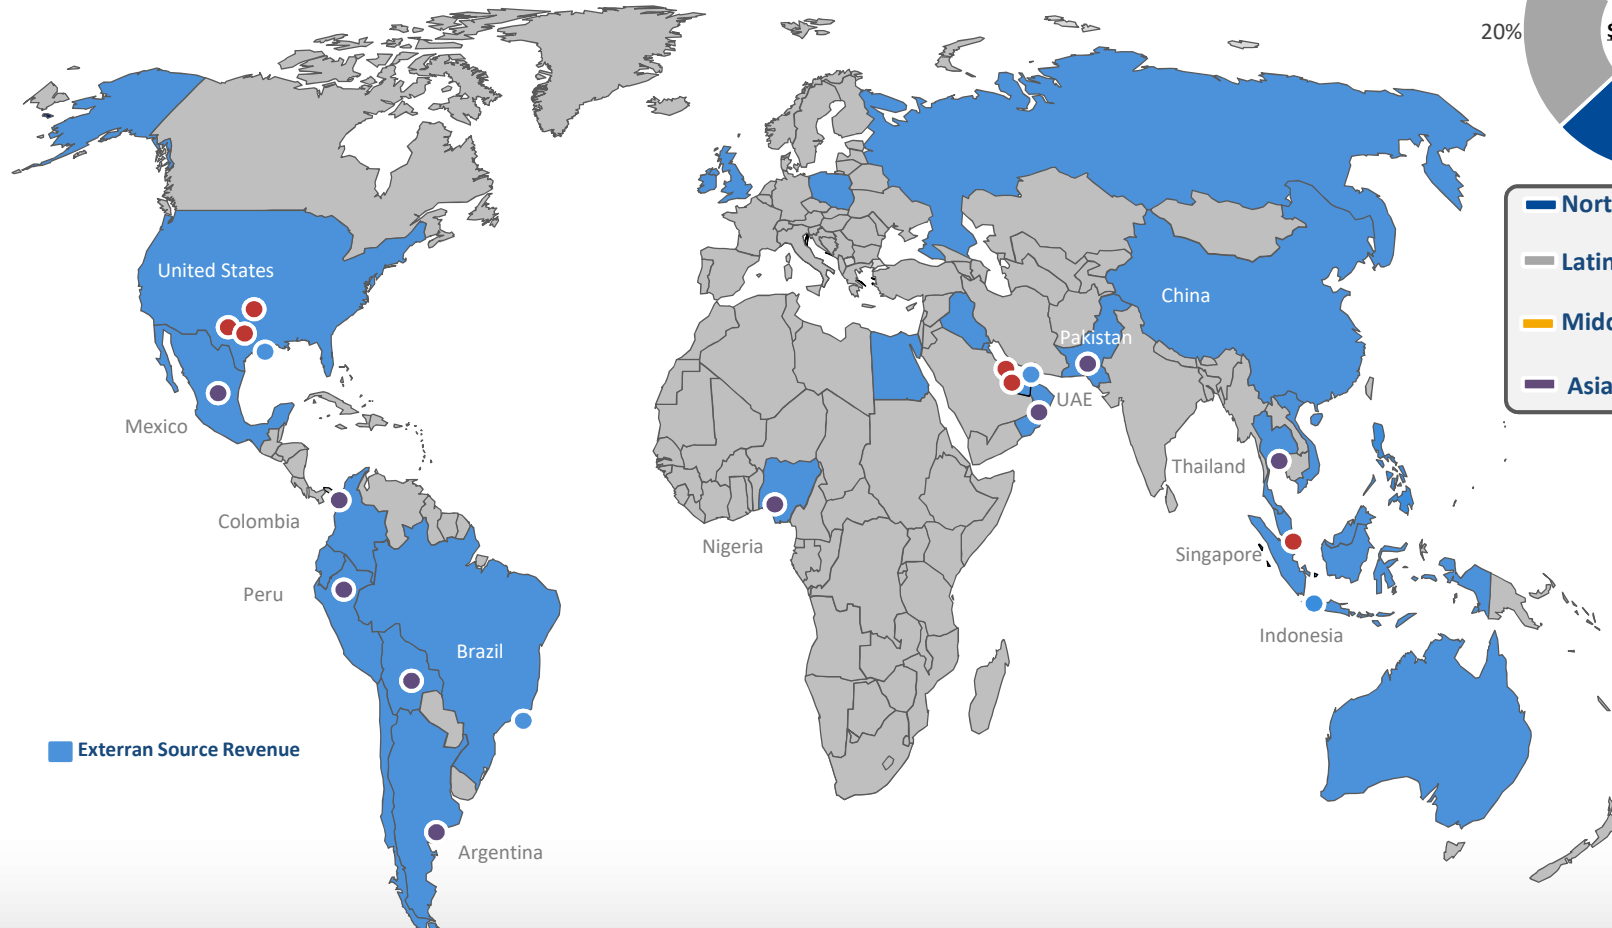 20%
Nort
Latin
Midd
Asia
United States
China
Pakistan
UAE
Mexico
Thailand
Colombia
Nigeria
Singapore
Peru
Indonesia
Brazil
Exterran Source Revenue
Argentina